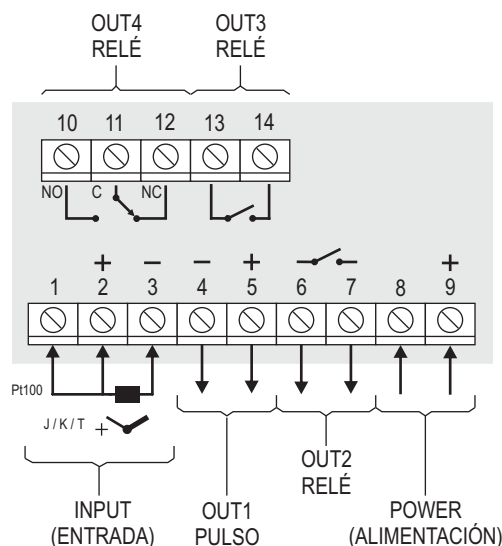 OUT4
RELÉ
OUT3
RELÉ
10 11 12 13 14
NO C NC
+ − − + +
1 2 3 4 5 6 7 8 9
Pt100
J / K / T +
INPUT
(ENTRADA)
OUT1
PULSO
OUT2
RELÉ
POWER
(ALIMENTACIÓN)